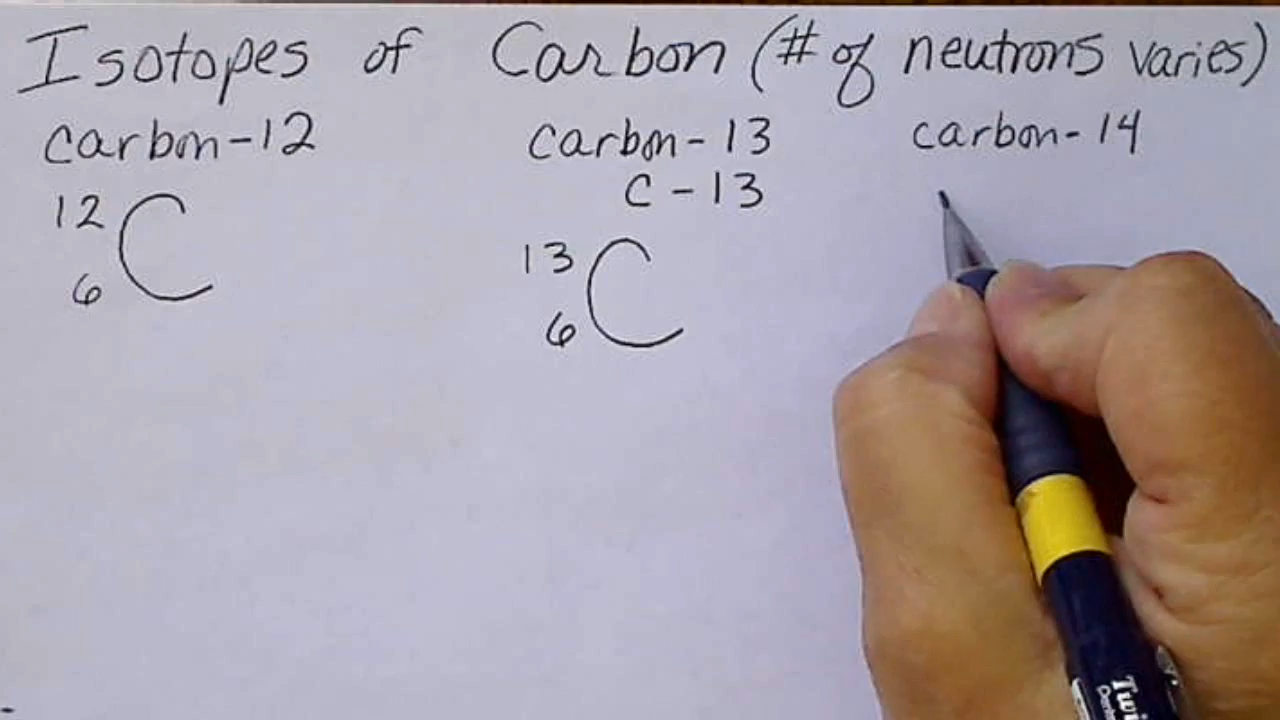 Isotopes of Carbon (# of neutrons varies)
carbon-12 carbon-13 carbon-14
C-13
12
6 C
13
6 C